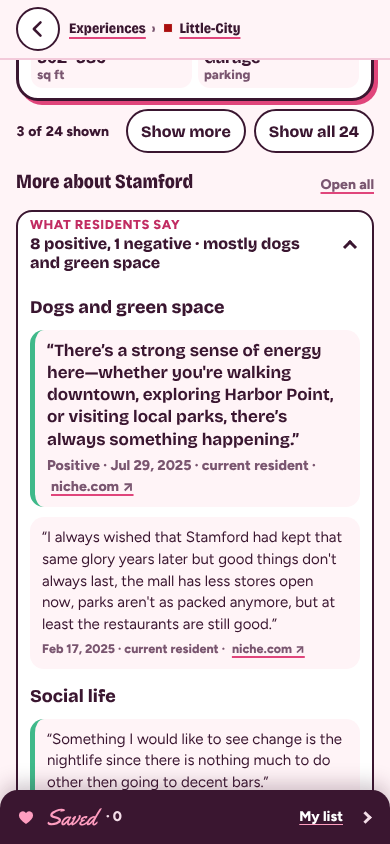 Experiences › Little-City
sq ft
parking
3 of 24 shown
Show more
Show all 24
More about Stamford
Open all
WHAT RESIDENTS SAY
8 positive, 1 negative · mostly dogs
and green space
Dogs and green space
“There’s a strong sense of energy
here—whether you're walking
downtown, exploring Harbor Point,
or visiting local parks, there’s
always something happening.”
Positive · Jul 29, 2025 · current resident ·
niche.com ↗
“I always wished that Stamford had kept that
same glory years later but good things don't
always last, the mall has less stores open
now, parks aren't as packed anymore, but at
least the restaurants are still good.”
Feb 17, 2025 · current resident · niche.com ↗
Social life
“Something I would like to see change is the
nightlife since there is nothing much to do
other then going to decent bars.”
Saved · 0
My list